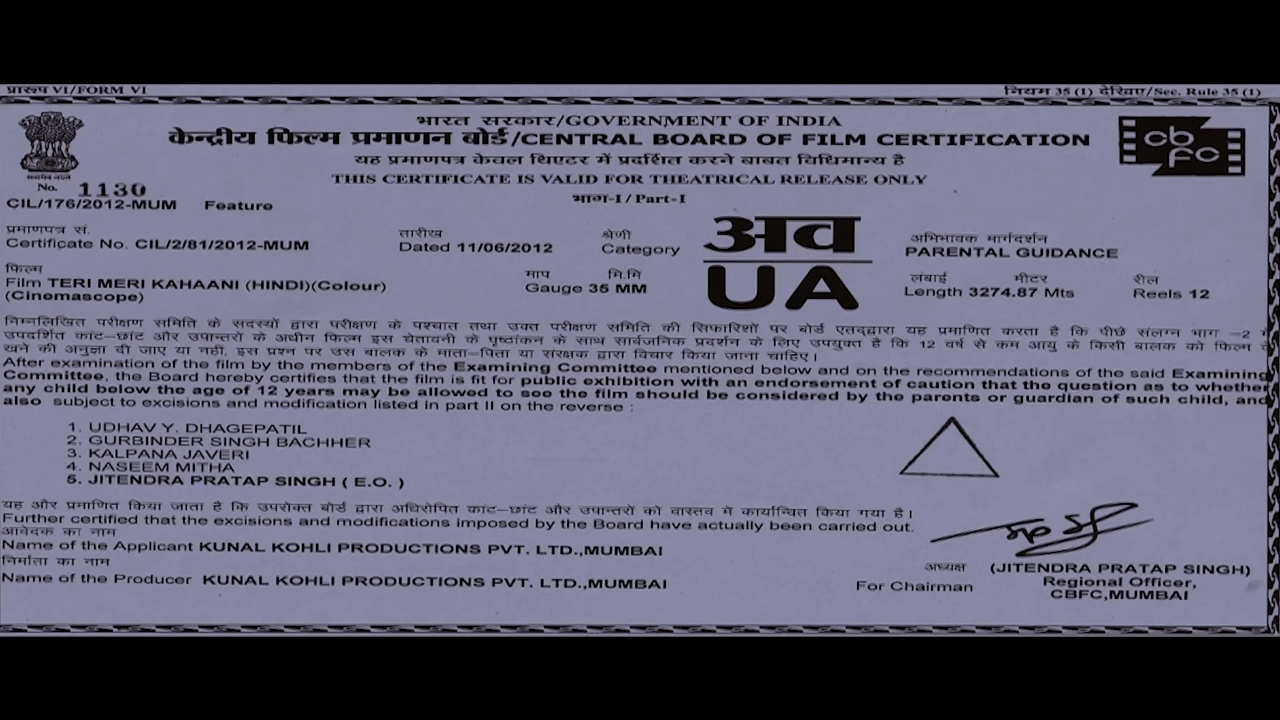 प्रारूप VI/FORM VI
नियम 35 (1) देखिए/Sec. Rule 35 (1)
भारत सरकार/GOVERNMENT OF INDIA
केन्द्रीय फिल्म प्रमाणन बोर्ड/CENTRAL BOARD OF FILM CERTIFICATION
cb
fc
यह प्रमाणपत्र केवल थिएटर में प्रदर्शित करने बाबत विधिमान्य है
THIS CERTIFICATE IS VALID FOR THEATRICAL RELEASE ONLY
सत्यमेव जयते
No. 1130
भाग-I / Part-I
CIL/176/2012-MUM Feature
प्रमाणपत्र सं. तारीख श्रेणी अव अभिभावक मार्गदर्शन
Certificate No. CIL/2/81/2012-MUM Dated 11/06/2012 Category PARENTAL GUIDANCE
फिल्म माप मि.मि UA लंबाई मीटर रील
Film TERI MERI KAHAANI (HINDI)(Colour) Gauge 35 MM Length 3274.87 Mts Reels 12
(Cinemascope)
निम्नलिखित परीक्षण समिति के सदस्यों द्वारा परीक्षण के पश्चात तथा उक्त परीक्षण समिति की सिफारिशों पर बोर्ड एतद्द्वारा यह प्रमाणित करता है कि पीछे संलग्न भाग -2 में
उपदर्शित कांट-छांट और उपान्तरों के अधीन फिल्म इस चेतावनी के पृष्ठांकन के साथ सार्वजनिक प्रदर्शन के लिए उपयुक्त है कि 12 वर्ष से कम आयु के किसी बालक को फिल्म दे
खने की अनुज्ञा दी जाए या नहीं, इस प्रश्न पर उस बालक के माता-पिता या संरक्षक द्वारा विचार किया जाना चाहिए।
After examination of the film by the members of the Examining Committee mentioned below and on the recommendations of the said Examining
Committee, the Board hereby certifies that the film is fit for public exhibition with an endorsement of caution that the question as to whether
any child below the age of 12 years may be allowed to see the film should be considered by the parents or guardian of such child, and
also subject to excisions and modification listed in part II on the reverse :
1. UDHAV Y. DHAGEPATIL
2. GURBINDER SINGH BACHHER
3. KALPANA JAVERI
4. NASEEM MITHA
5. JITENDRA PRATAP SINGH ( E.O. )
यह और प्रमाणित किया जाता है कि उपरोक्त बोर्ड द्वारा अधिरोपित कांट-छांट और उपान्तरों को वास्तव में कार्यान्वित किया गया है।
Further certified that the excisions and modifications imposed by the Board have actually been carried out.
आवेदक का नाम
Name of the Applicant KUNAL KOHLI PRODUCTIONS PVT. LTD.,MUMBAI
निर्माता का नाम
Name of the Producer KUNAL KOHLI PRODUCTIONS PVT. LTD.,MUMBAI
अध्यक्ष (JITENDRA PRATAP SINGH)
For Chairman Regional Officer,
CBFC,MUMBAI